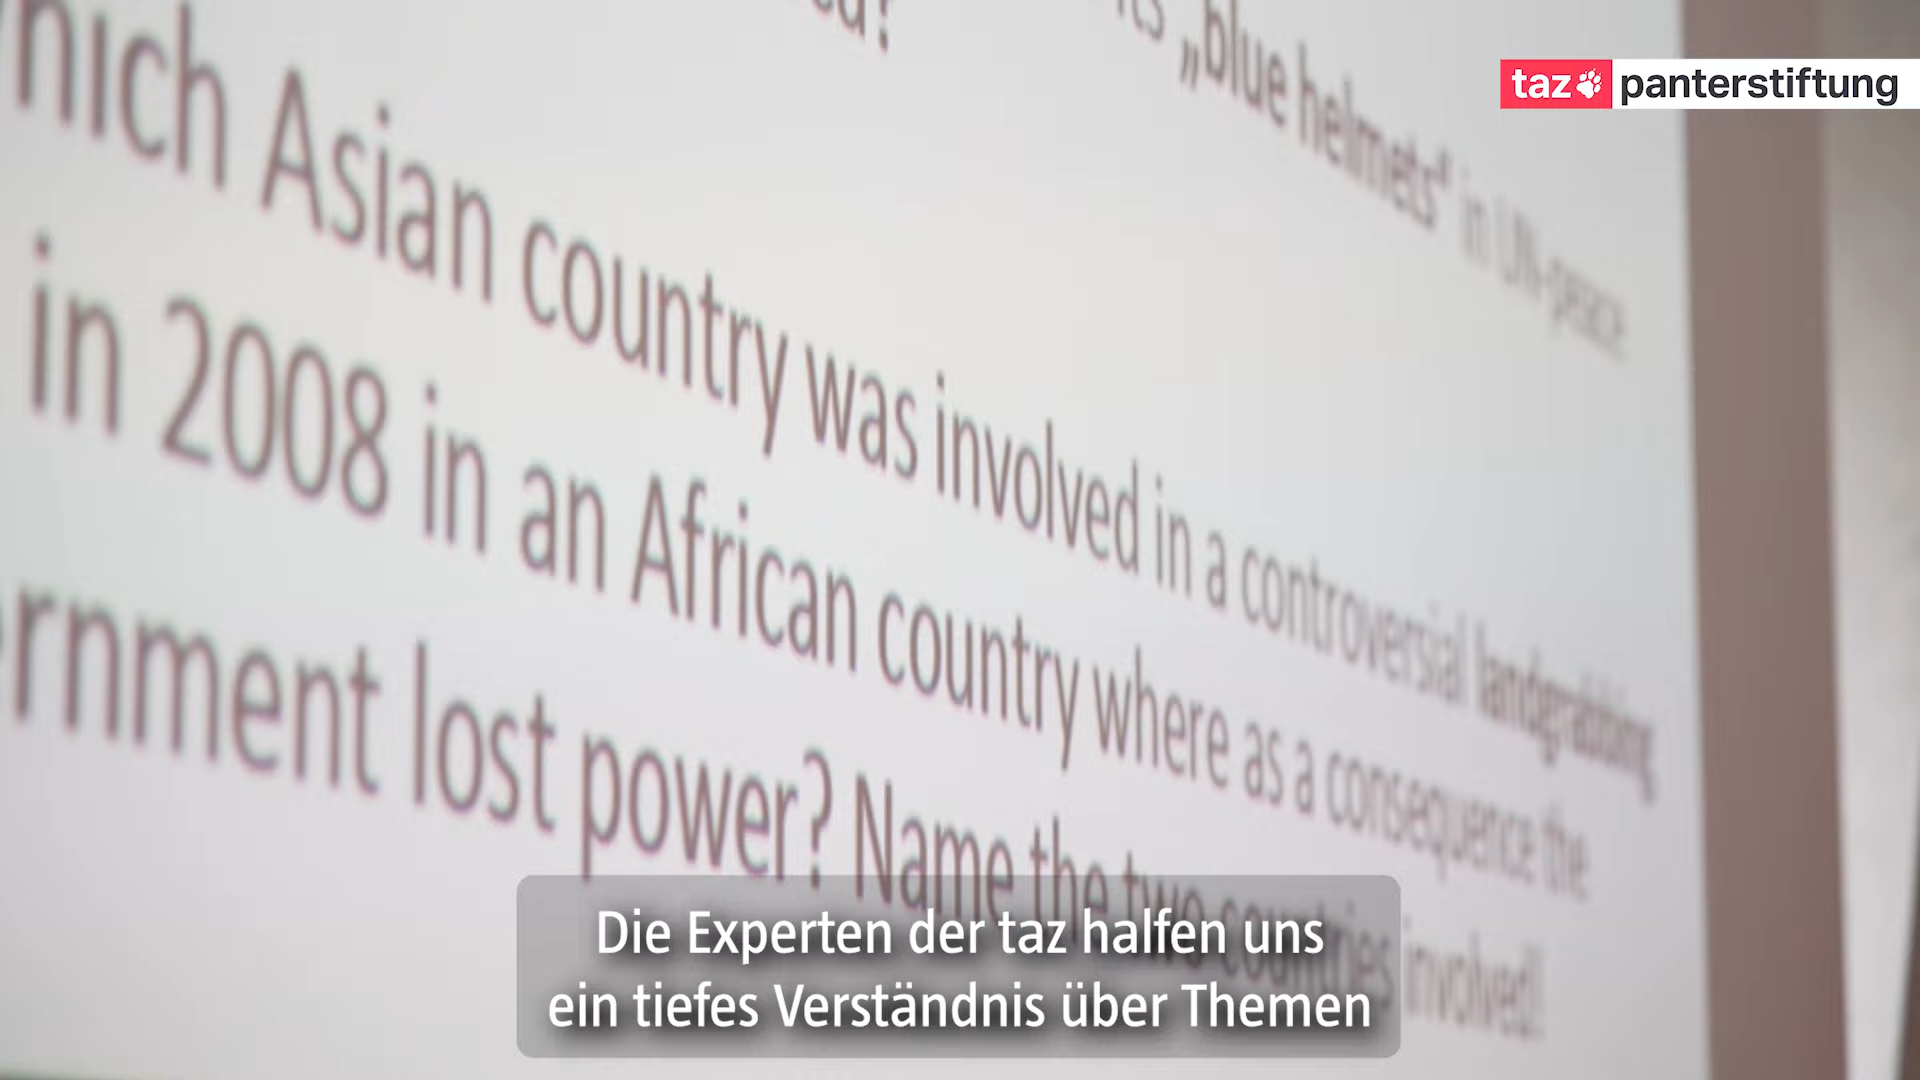 „blue helmets“ in UN-peace
taz panterstiftung
Asian country was involved in a controversial landgrabbing
in 2008 in an African country where as a consequence the
lost power? Name the two countries involved!
Die Experten der taz halfen uns
ein tiefes Verständnis über Themen